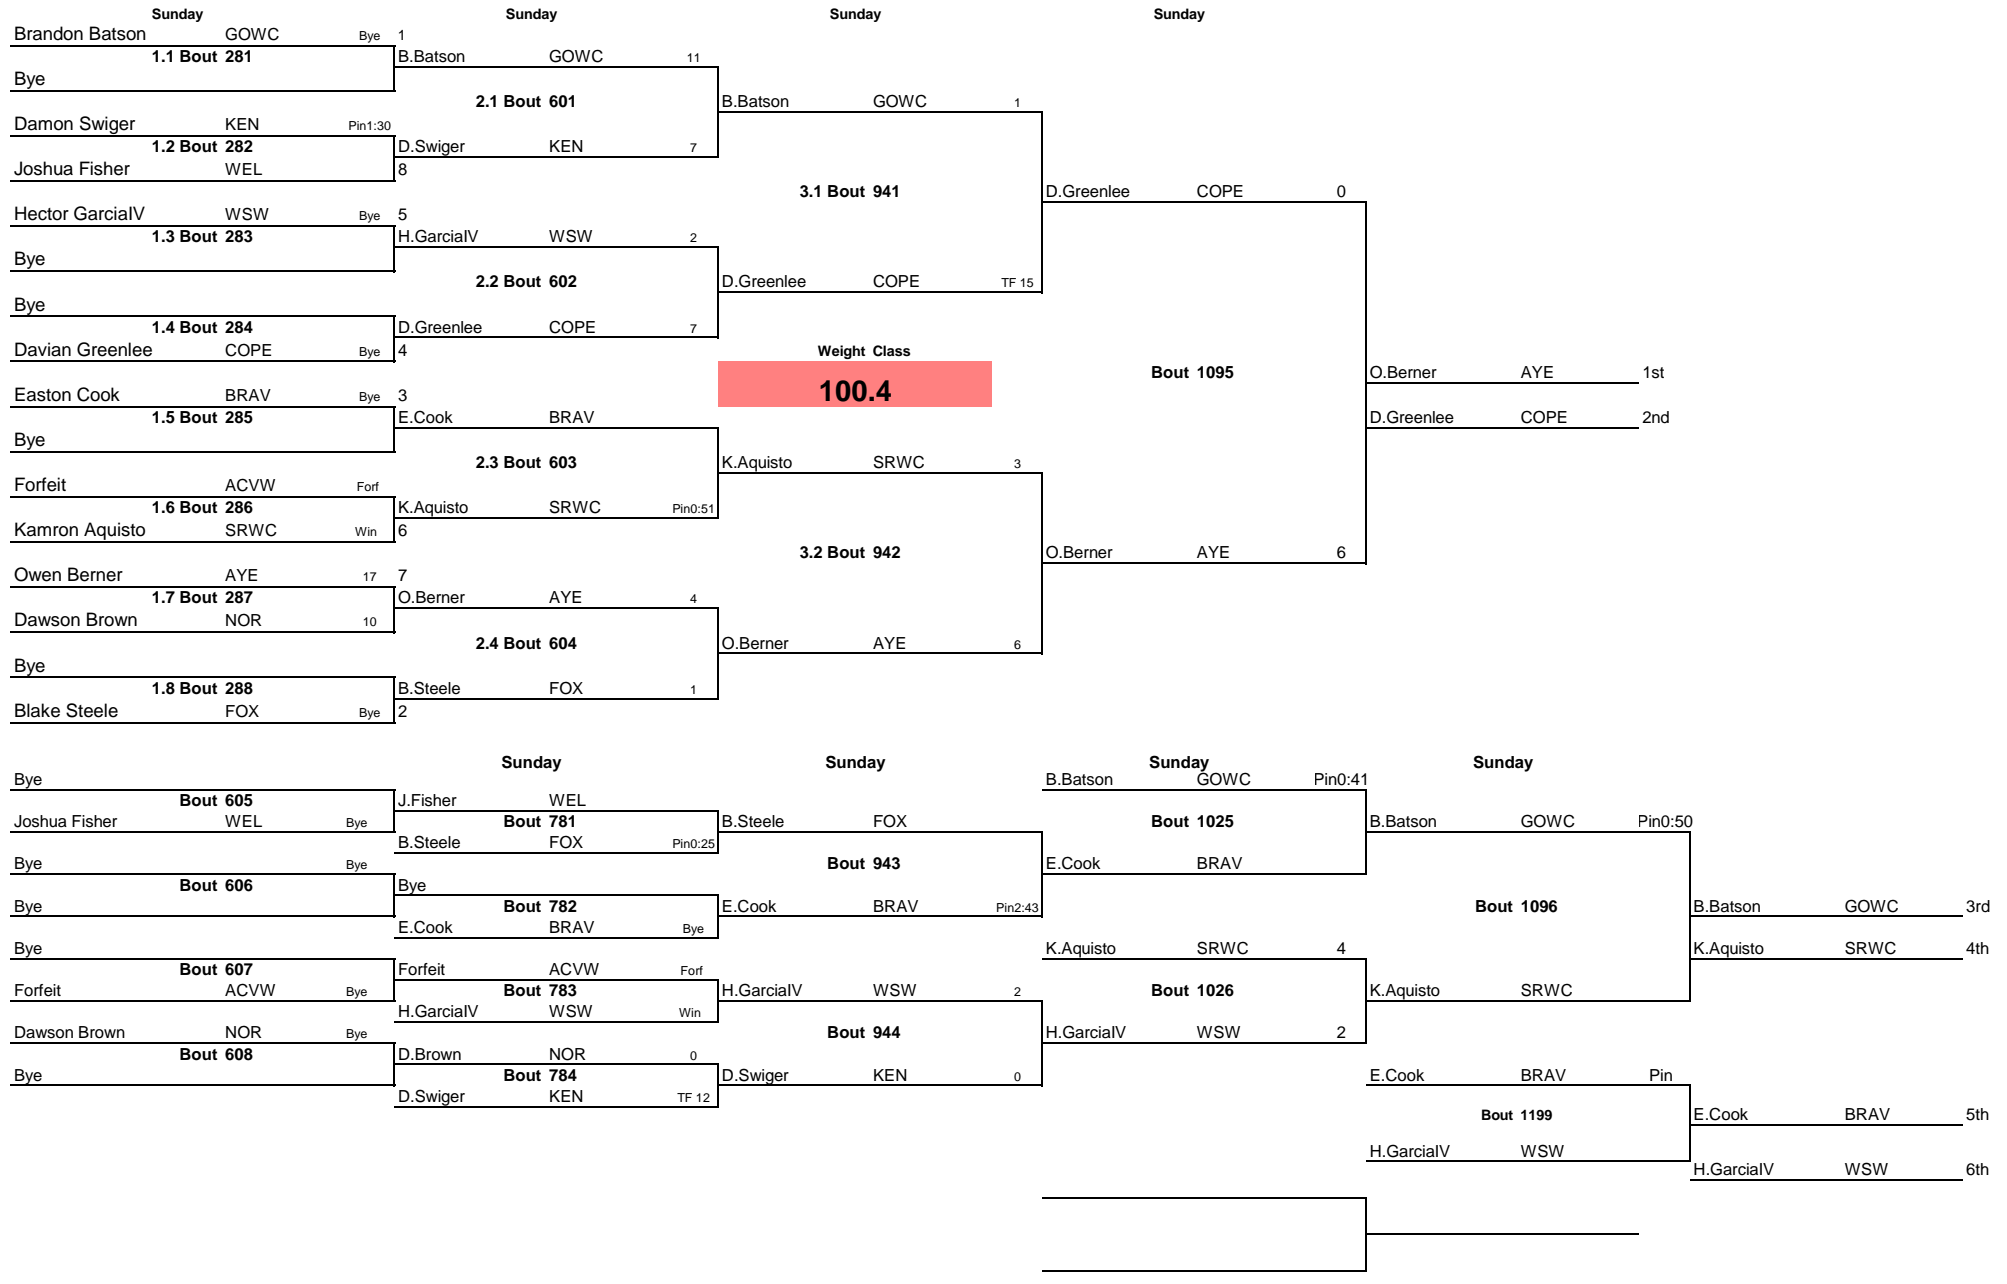 Sunday Sunday Sunday Sunday
Brandon Batson GOWC Bye 1
1.1 Bout 281 B.Batson GOWC 11
Bye
2.1 Bout 601 B.Batson GOWC 1
Damon Swiger KEN Pin1:30
1.2 Bout 282 D.Swiger KEN 7
Joshua Fisher WEL 8
3.1 Bout 941 D.Greenlee COPE 0
Hector GarciaIV WSW Bye 5
1.3 Bout 283 H.GarciaIV WSW 2
Bye
2.2 Bout 602 D.Greenlee COPE TF 15
Bye
1.4 Bout 284 D.Greenlee COPE 7
Davian Greenlee COPE Bye 4 Weight Class
Bout 1095 O.Berner AYE 1st
Easton Cook BRAV Bye 3 100.4
1.5 Bout 285 E.Cook BRAV D.Greenlee COPE 2nd
Bye
2.3 Bout 603 K.Aquisto SRWC 3
Forfeit ACVW Forf
1.6 Bout 286 K.Aquisto SRWC Pin0:51
Kamron Aquisto SRWC Win 6
3.2 Bout 942 O.Berner AYE 6
Owen Berner AYE 17 7
1.7 Bout 287 O.Berner AYE 4
Dawson Brown NOR 10
2.4 Bout 604 O.Berner AYE 6
Bye
1.8 Bout 288 B.Steele FOX 1
Blake Steele FOX Bye 2
Sunday Sunday Sunday Sunday
Bye B.Batson GOWC Pin0:41
Bout 605 J.Fisher WEL
Joshua Fisher WEL Bye Bout 781 B.Steele FOX Bout 1025 B.Batson GOWC Pin0:50
B.Steele FOX Pin0:25
Bye Bye Bout 943 E.Cook BRAV
Bout 606 Bye
Bye Bout 782 E.Cook BRAV Pin2:43 Bout 1096 B.Batson GOWC 3rd
E.Cook BRAV Bye
Bye K.Aquisto SRWC 4 K.Aquisto SRWC 4th
Bout 607 Forfeit ACVW Forf
Forfeit ACVW Bye Bout 783 H.GarciaIV WSW 2 Bout 1026 K.Aquisto SRWC
H.GarciaIV WSW Win
Dawson Brown NOR Bye Bout 944 H.GarciaIV WSW 2
Bout 608 D.Brown NOR 0
Bye Bout 784 D.Swiger KEN 0 E.Cook BRAV Pin
D.Swiger KEN TF 12
Bout 1199 E.Cook BRAV 5th
H.GarciaIV WSW
H.GarciaIV WSW 6th